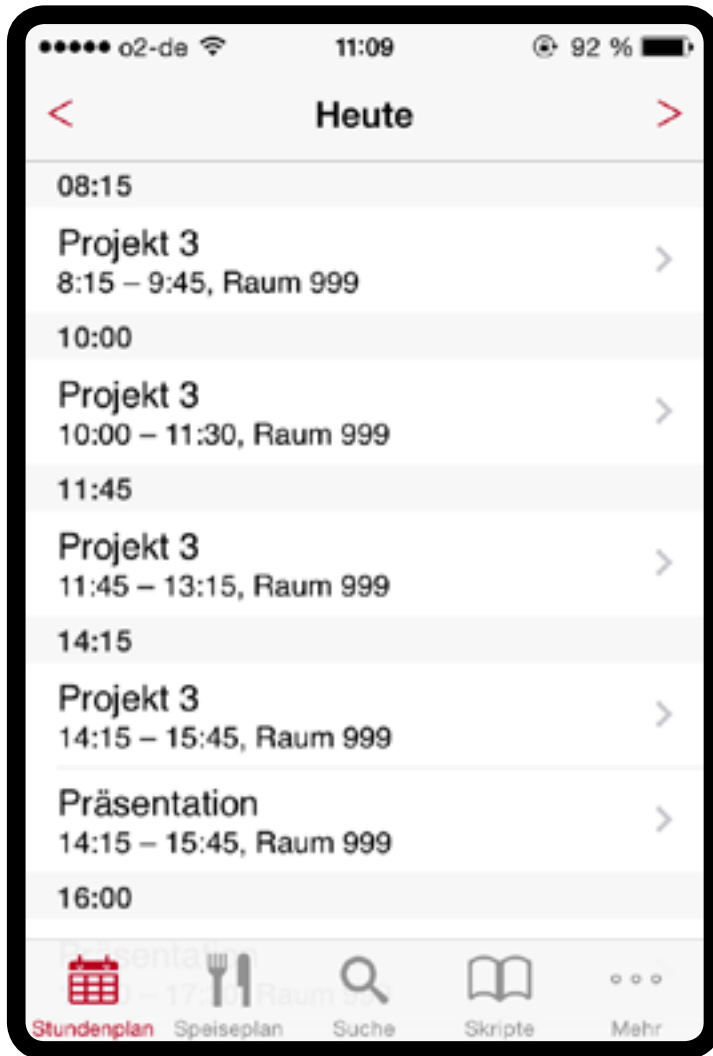 o2-de 11:09 92 %
< Heute >
08:15
Projekt 3
8:15 – 9:45, Raum 999
10:00
Projekt 3
10:00 – 11:30, Raum 999
11:45
Projekt 3
11:45 – 13:15, Raum 999
14:15
Projekt 3
14:15 – 15:45, Raum 999
Präsentation
14:15 – 15:45, Raum 999
16:00
Präsentation
Stundenplan Speiseplan Suche Skripte Mehr